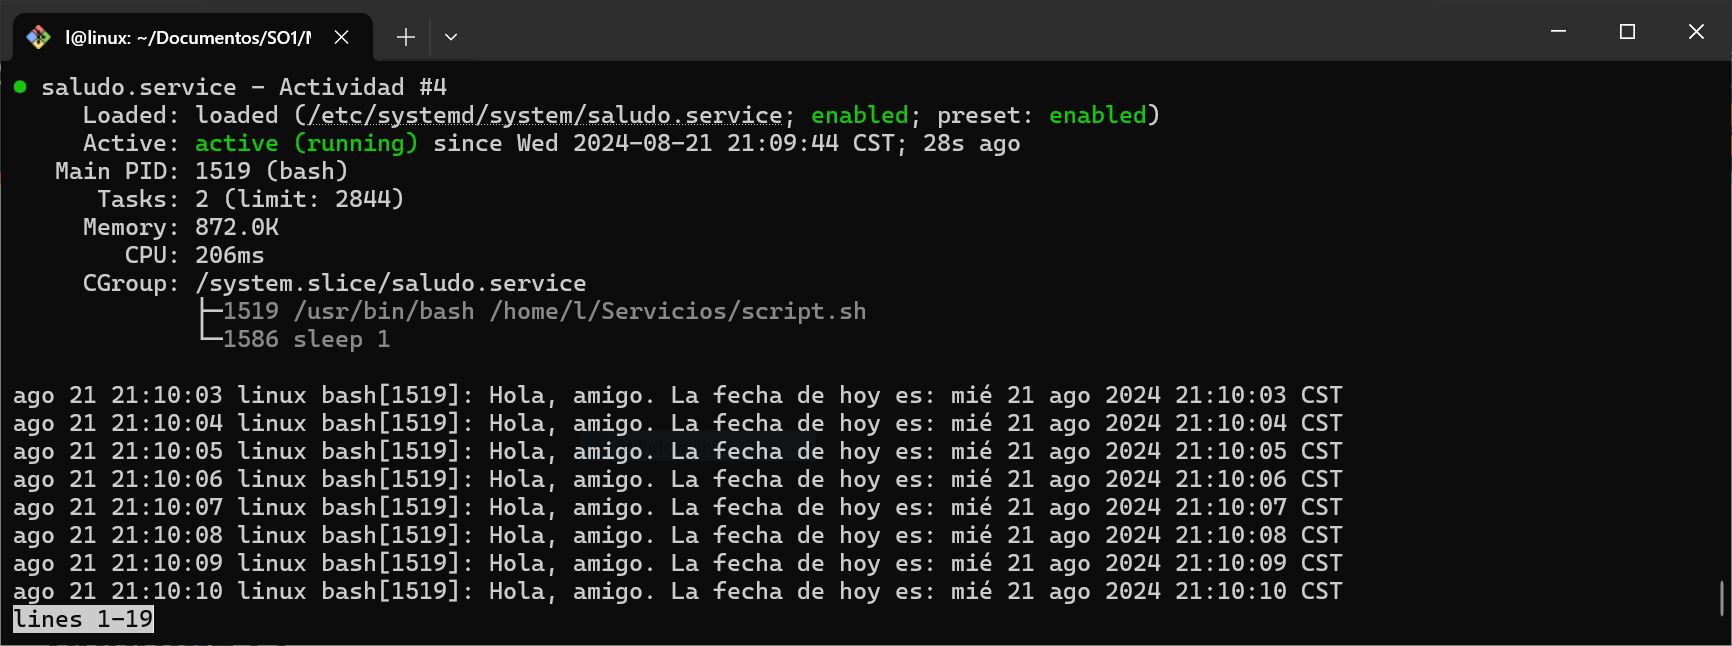 l@linux: ~/Documentos/SO1/
● saludo.service - Actividad #4
Loaded: loaded (/etc/systemd/system/saludo.service; enabled; preset: enabled)
Active: active (running) since Wed 2024-08-21 21:09:44 CST; 28s ago
Main PID: 1519 (bash)
Tasks: 2 (limit: 2844)
Memory: 872.0K
CPU: 206ms
CGroup: /system.slice/saludo.service
├─1519 /usr/bin/bash /home/l/Servicios/script.sh
└─1586 sleep 1
ago 21 21:10:03 linux bash[1519]: Hola, amigo. La fecha de hoy es: mié 21 ago 2024 21:10:03 CST
ago 21 21:10:04 linux bash[1519]: Hola, amigo. La fecha de hoy es: mié 21 ago 2024 21:10:04 CST
ago 21 21:10:05 linux bash[1519]: Hola, amigo. La fecha de hoy es: mié 21 ago 2024 21:10:05 CST
ago 21 21:10:06 linux bash[1519]: Hola, amigo. La fecha de hoy es: mié 21 ago 2024 21:10:06 CST
ago 21 21:10:07 linux bash[1519]: Hola, amigo. La fecha de hoy es: mié 21 ago 2024 21:10:07 CST
ago 21 21:10:08 linux bash[1519]: Hola, amigo. La fecha de hoy es: mié 21 ago 2024 21:10:08 CST
ago 21 21:10:09 linux bash[1519]: Hola, amigo. La fecha de hoy es: mié 21 ago 2024 21:10:09 CST
ago 21 21:10:10 linux bash[1519]: Hola, amigo. La fecha de hoy es: mié 21 ago 2024 21:10:10 CST
lines 1-19